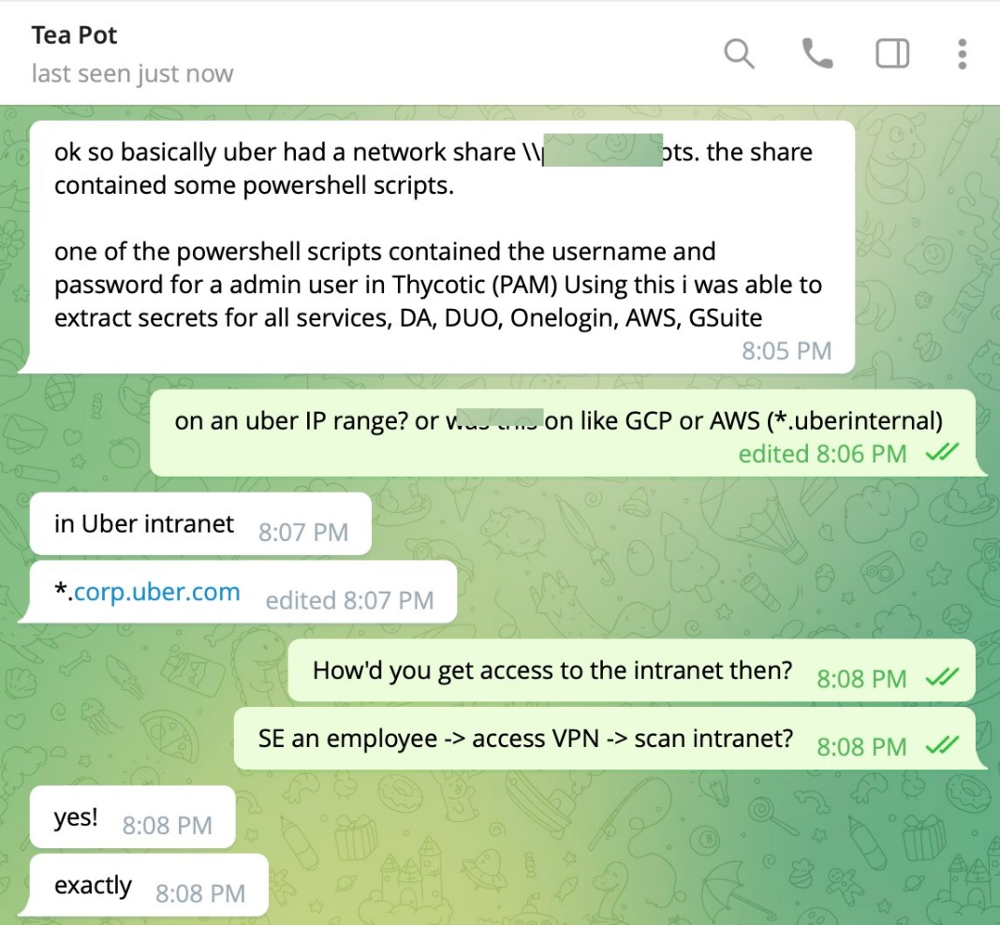 Tea Pot
last seen just now
ok so basically uber had a network share \\ the share
contained some powershell scripts.
one of the powershell scripts contained the username and
password for a admin user in Thycotic (PAM) Using this i was able to
extract secrets for all services, DA, DUO, Onelogin, AWS, GSuite
8:05 PM
on an uber IP range? or was this on like GCP or AWS (*.uberinternal)
edited 8:06 PM
in Uber intranet 8:07 PM
*.corp.uber.com edited 8:07 PM
How'd you get access to the intranet then? 8:08 PM
SE an employee -> access VPN -> scan intranet? 8:08 PM
yes! 8:08 PM
exactly 8:08 PM